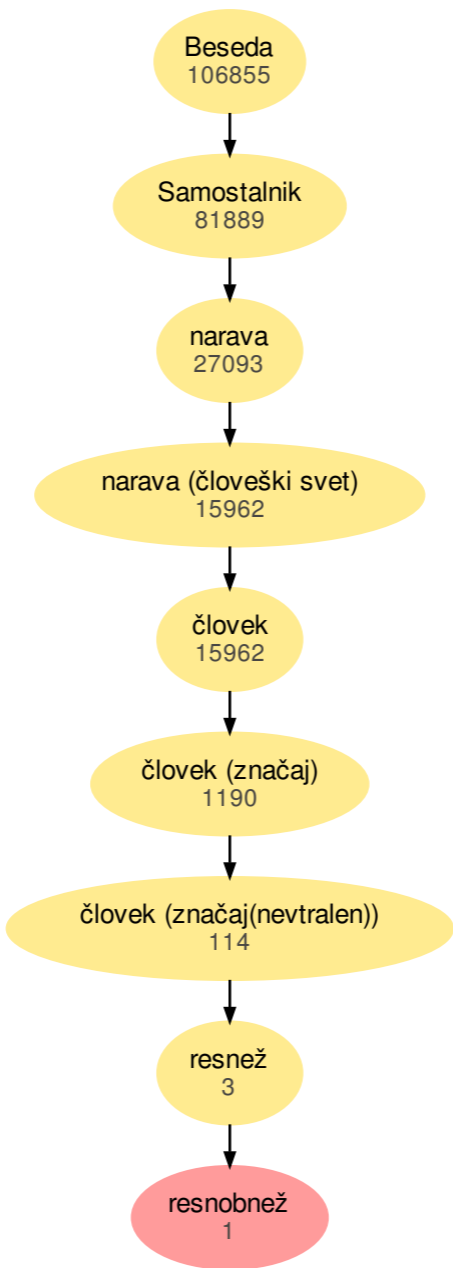 Beseda
106855
Samostalnik
81889
narava
27093
narava (človeški svet)
15962
človek
15962
človek (značaj)
1190
človek (značaj(nevtralen))
114
resnež
3
resnobnež
1